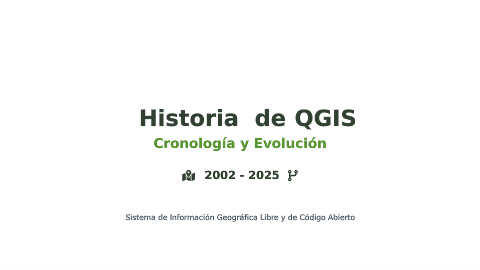 Historia de QGIS
Cronología y Evolución
2002 - 2025
Sistema de Información Geográfica Libre y de Código Abierto